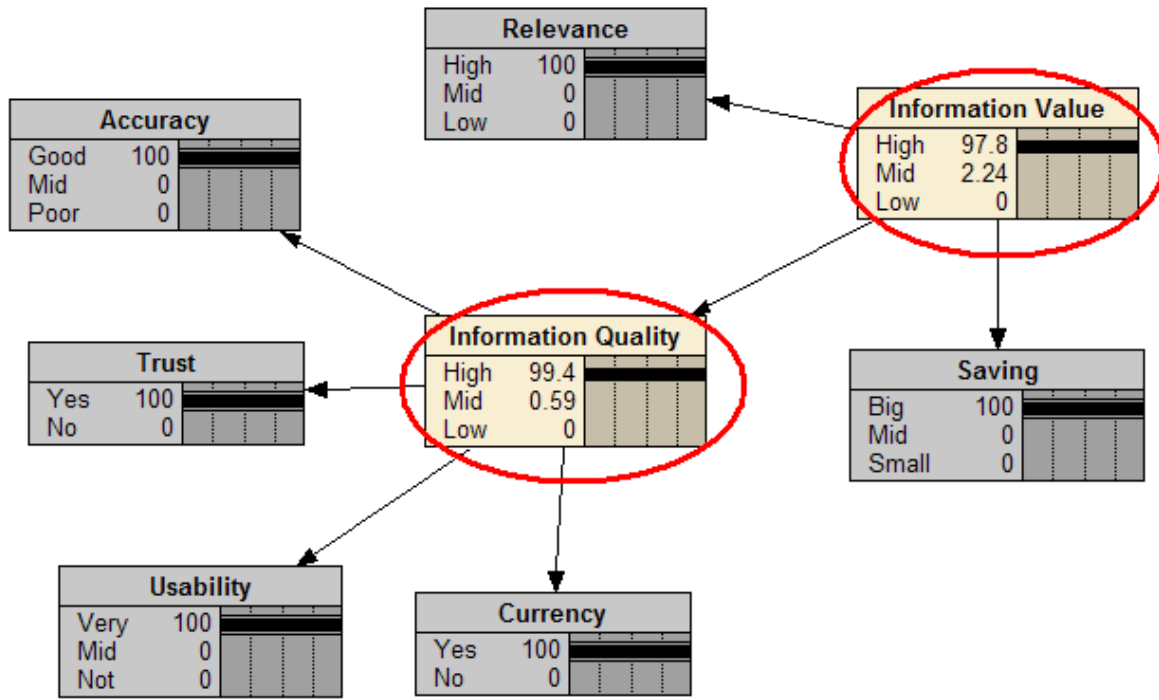 Relevance
High 100
Mid 0
Low 0
Information Value
High 97.8
Mid 2.24
Low 0
Accuracy
Good 100
Mid 0
Poor 0
Information Quality
High 99.4
Mid 0.59
Low 0
Trust
Yes 100
No 0
Saving
Big 100
Mid 0
Small 0
Usability
Very 100
Mid 0
Not 0
Currency
Yes 100
No 0